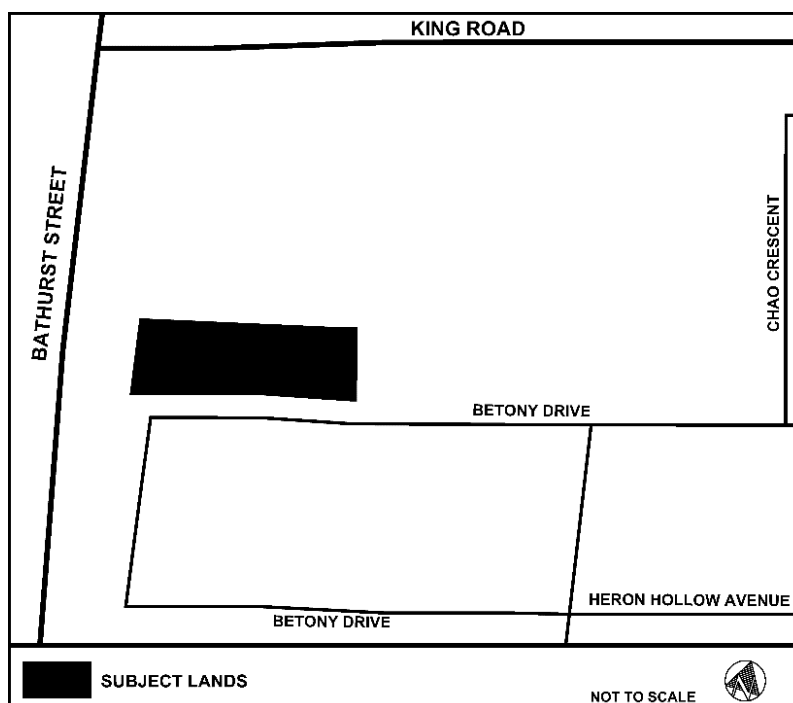 KING ROAD
BATHURST STREET
CHAO CRESCENT
BETONY DRIVE
HERON HOLLOW AVENUE
BETONY DRIVE
SUBJECT LANDS
NOT TO SCALE